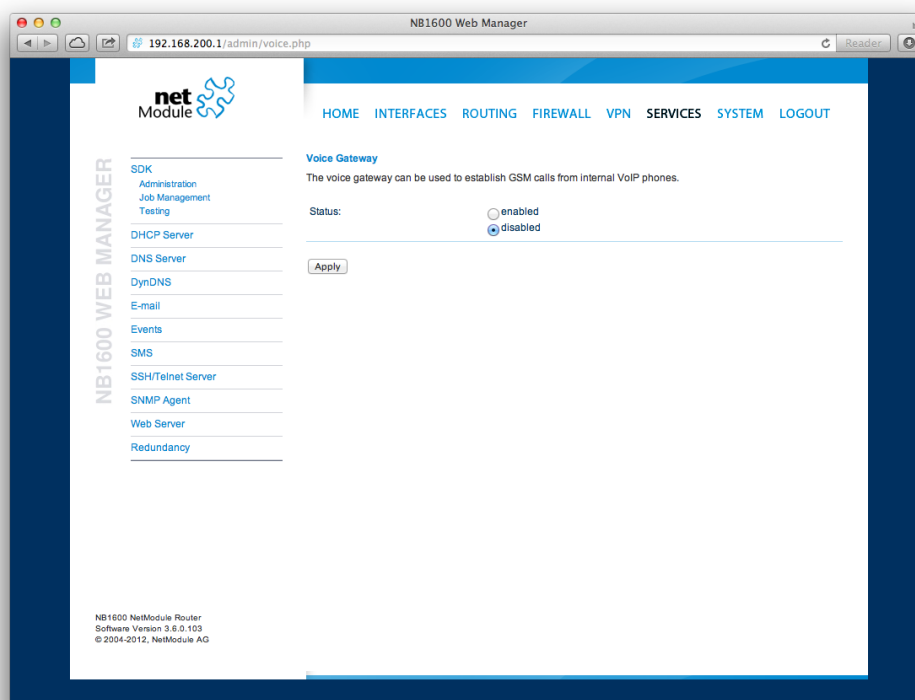 NB1600 Web Manager
192.168.200.1/admin/voice.php
Reader
net
Module
HOME INTERFACES ROUTING FIREWALL VPN SERVICES SYSTEM LOGOUT
NB1600 WEB MANAGER
SDK
Administration
Job Management
Testing
DHCP Server
DNS Server
DynDNS
E-mail
Events
SMS
SSH/Telnet Server
SNMP Agent
Web Server
Redundancy
Voice Gateway
The voice gateway can be used to establish GSM calls from internal VoIP phones.
Status:
enabled
disabled
Apply
NB1600 NetModule Router
Software Version 3.6.0.103
© 2004-2012, NetModule AG